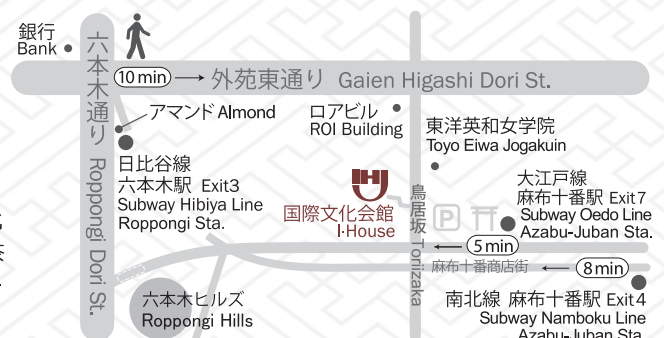 銀行
Bank
六本木通り Roppongi Dori St.
10 min
外苑東通り Gaien Higashi Dori St.
アマンド Almond
ロアビル
ROI Building
東洋英和女学院
Toyo Eiwa Jogakuin
日比谷線
六本木駅 Exit3
Subway Hibiya Line
Roppongi Sta.
国際文化会館
I-House
鳥居坂 Toriizaka
P
大江戸線
麻布十番駅 Exit7
Subway Oedo Line
Azabu-Juban Sta.
5 min
麻布十番商店街
8 min
六本木ヒルズ
Roppongi Hills
南北線 麻布十番駅 Exit4
Subway Namboku Line
Azabu-Juban Sta.